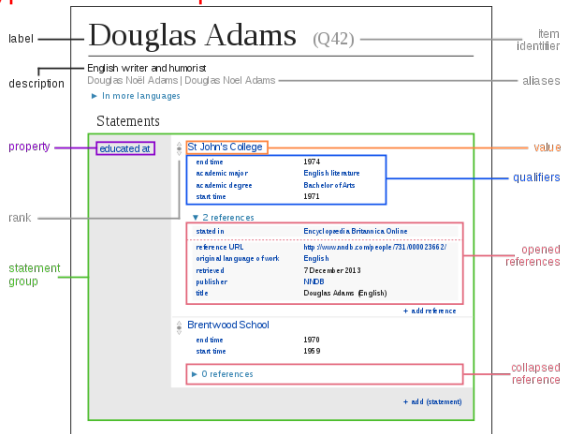 label Douglas Adams (Q42) item identifier
description English writer and humorist
Douglas Noël Adams | Douglas Noel Adams aliases
► In more languages
Statements
property educated at St John's College value
end time 1974
academic major English literature
academic degree Bachelor of Arts
start time 1971
qualifiers
rank
▼ 2 references
stated in Encyclopædia Britannica Online
reference URL http://www.nndb.com/people/731/000023662/
original language of work English
retrieved 7 December 2013
publisher NNDB
title Douglas Adams (English)
opened references
statement group
+ add reference
Brentwood School
end time 1970
start time 1959
► 0 references
collapsed reference
+ add (statement)